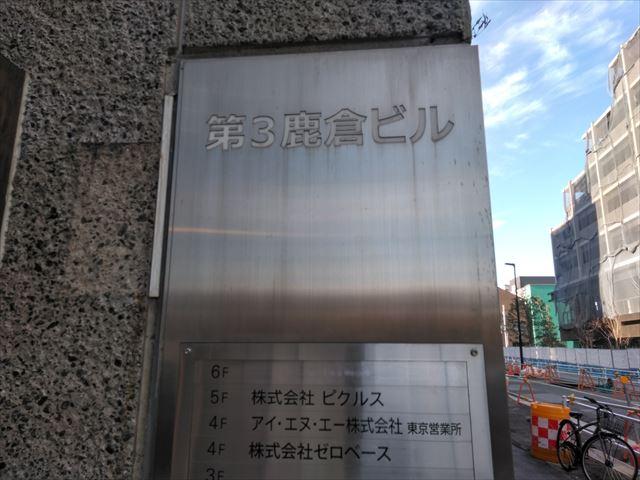 第3鹿倉ビル
6F
5F 株式会社 ピクルス
4F アイ・エヌ・エー株式会社 東京営業所
4F 株式会社ゼロベース
3F